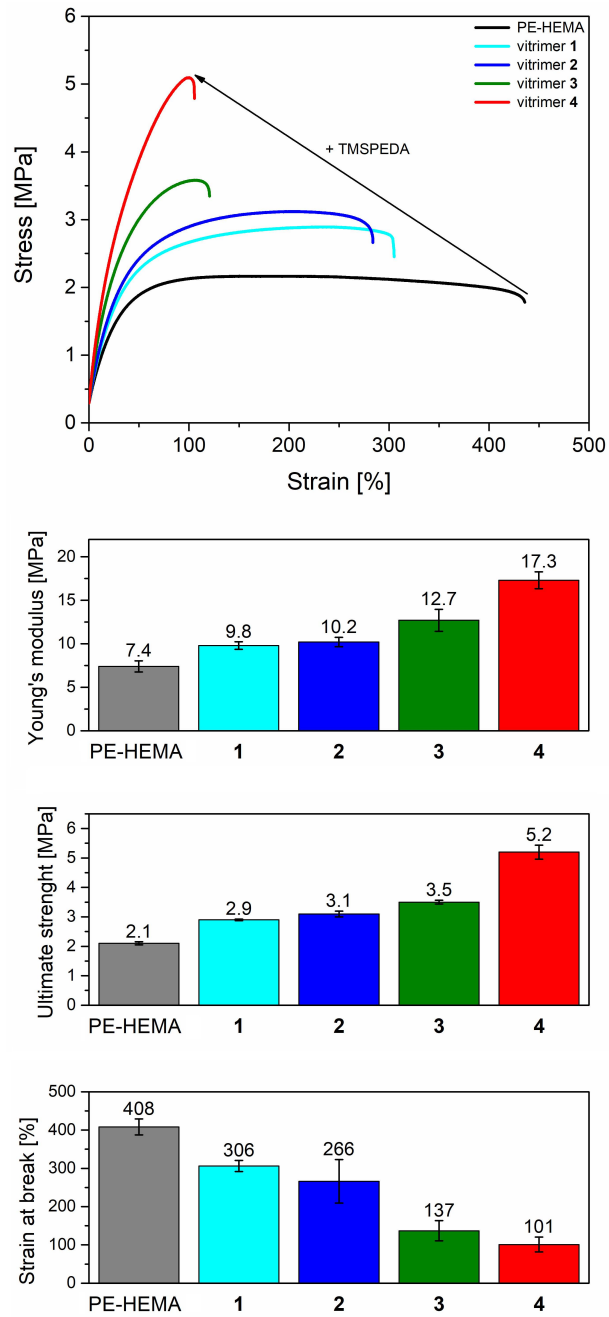 6
5
4
3
2
1
0
Stress [MPa]
PE-HEMA
vitrimer 1
vitrimer 2
vitrimer 3
vitrimer 4
+ TMSPEDA
0 100 200 300 400 500
Strain [%]
Young's modulus [MPa]
20
15
10
5
0
7.4 9.8 10.2 12.7 17.3
PE-HEMA 1 2 3 4
Ultimate strenght [MPa]
6
5
4
3
2
1
0
2.1 2.9 3.1 3.5 5.2
PE-HEMA 1 2 3 4
Strain at break [%]
500
400
300
200
100
0
408 306 266 137 101
PE-HEMA 1 2 3 4